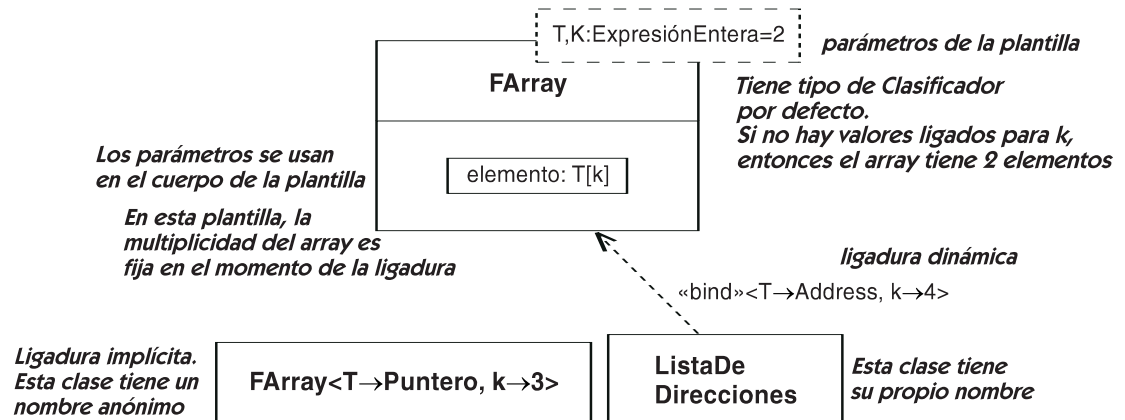 T,K:ExpresiónEntera=2
parámetros de la plantilla
FArray
Tiene tipo de Clasificador
por defecto.
Si no hay valores ligados para k,
entonces el array tiene 2 elementos
Los parámetros se usan
en el cuerpo de la plantilla
elemento: T[k]
En esta plantilla, la
multiplicidad del array es
fija en el momento de la ligadura
ligadura dinámica
«bind»<T→Address, k→4>
Ligadura implícita.
Esta clase tiene un
nombre anónimo
FArray<T→Puntero, k→3>
ListaDe
Direcciones
Esta clase tiene
su propio nombre